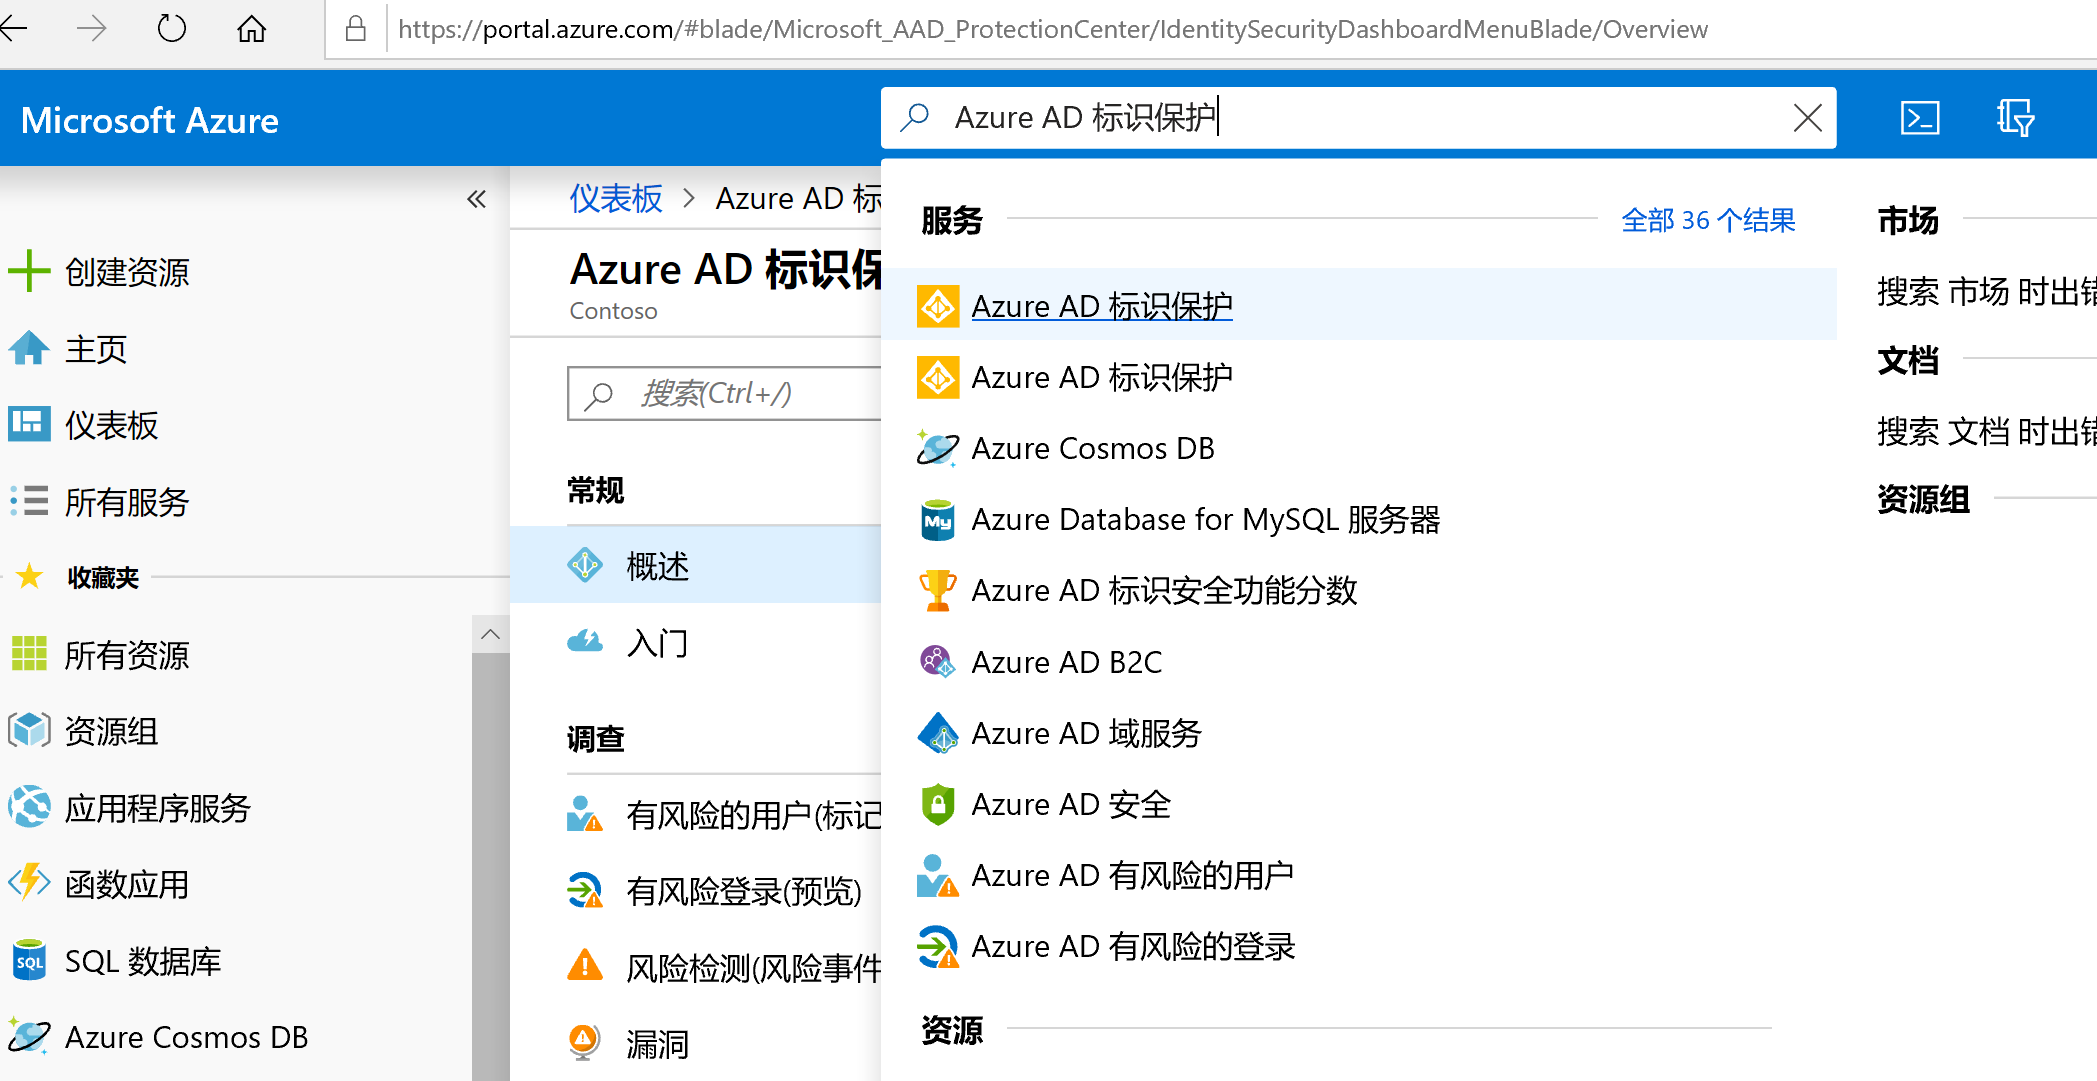 https://portal.azure.com/#blade/Microsoft_AAD_ProtectionCenter/IdentitySecurityDashboardMenuBlade/Overview
Microsoft Azure
Azure AD 标识保护
创建资源
主页
仪表板
所有服务
收藏夹
所有资源
资源组
应用程序服务
函数应用
SQL 数据库
Azure Cosmos DB
仪表板 > Azure AD 标
Azure AD 标识保
Contoso
搜索(Ctrl+/)
常规
概述
入门
调查
有风险的用户(标记
有风险登录(预览)
风险检测(风险事件
漏洞
服务
全部 36 个结果
Azure AD 标识保护
Azure AD 标识保护
Azure Cosmos DB
Azure Database for MySQL 服务器
Azure AD 标识安全功能分数
Azure AD B2C
Azure AD 域服务
Azure AD 安全
Azure AD 有风险的用户
Azure AD 有风险的登录
资源
市场
搜索 市场 时出错
文档
搜索 文档 时出错
资源组